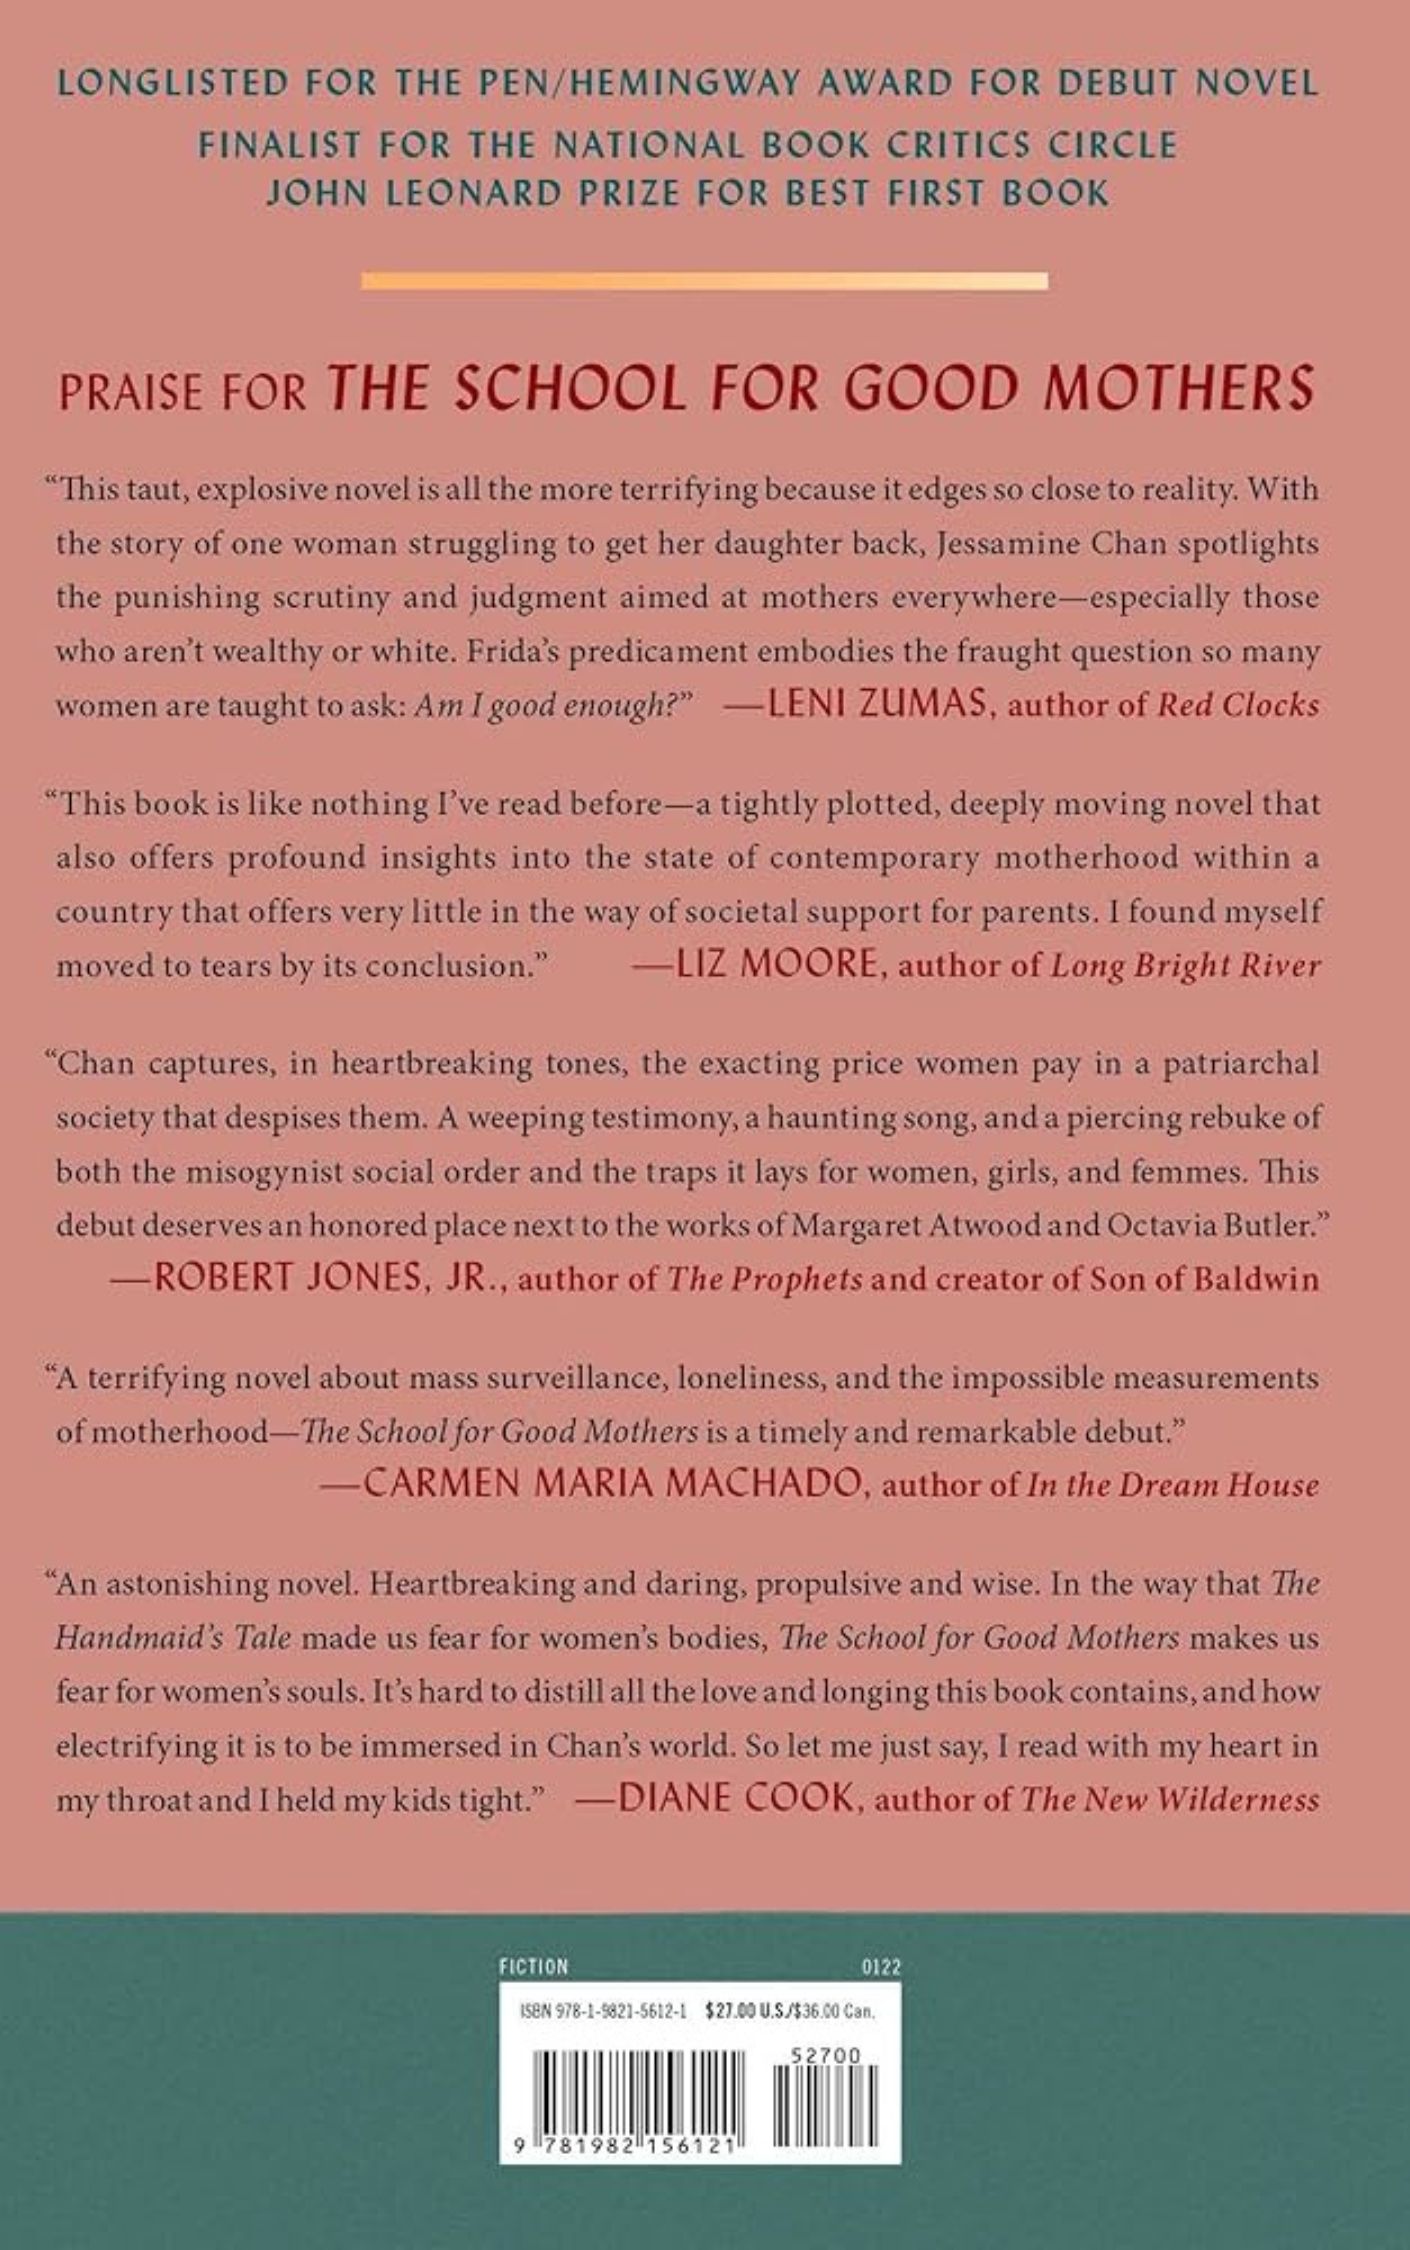 LONGLISTED FOR THE PEN/HEMINGWAY AWARD FOR DEBUT NOVEL
FINALIST FOR THE NATIONAL BOOK CRITICS CIRCLE
JOHN LEONARD PRIZE FOR BEST FIRST BOOK
PRAISE FOR THE SCHOOL FOR GOOD MOTHERS
“This taut, explosive novel is all the more terrifying because it edges so close to reality. With
the story of one woman struggling to get her daughter back, Jessamine Chan spotlights
the punishing scrutiny and judgment aimed at mothers everywhere—especially those
who aren’t wealthy or white. Frida’s predicament embodies the fraught question so many
women are taught to ask: Am I good enough?” —LENI ZUMAS, author of Red Clocks
“This book is like nothing I’ve read before—a tightly plotted, deeply moving novel that
also offers profound insights into the state of contemporary motherhood within a
country that offers very little in the way of societal support for parents. I found myself
moved to tears by its conclusion.” —LIZ MOORE, author of Long Bright River
“Chan captures, in heartbreaking tones, the exacting price women pay in a patriarchal
society that despises them. A weeping testimony, a haunting song, and a piercing rebuke of
both the misogynist social order and the traps it lays for women, girls, and femmes. This
debut deserves an honored place next to the works of Margaret Atwood and Octavia Butler.”
—ROBERT JONES, JR., author of The Prophets and creator of Son of Baldwin
“A terrifying novel about mass surveillance, loneliness, and the impossible measurements
of motherhood—The School for Good Mothers is a timely and remarkable debut.”
—CARMEN MARIA MACHADO, author of In the Dream House
“An astonishing novel. Heartbreaking and daring, propulsive and wise. In the way that The
Handmaid’s Tale made us fear for women’s bodies, The School for Good Mothers makes us
fear for women’s souls. It’s hard to distill all the love and longing this book contains, and how
electrifying it is to be immersed in Chan’s world. So let me just say, I read with my heart in
my throat and I held my kids tight.” —DIANE COOK, author of The New Wilderness
FICTION 0122
ISBN 978-1-9821-5612-1 $27.00 U.S./$36.00 Can.
52700
9 781982 156121